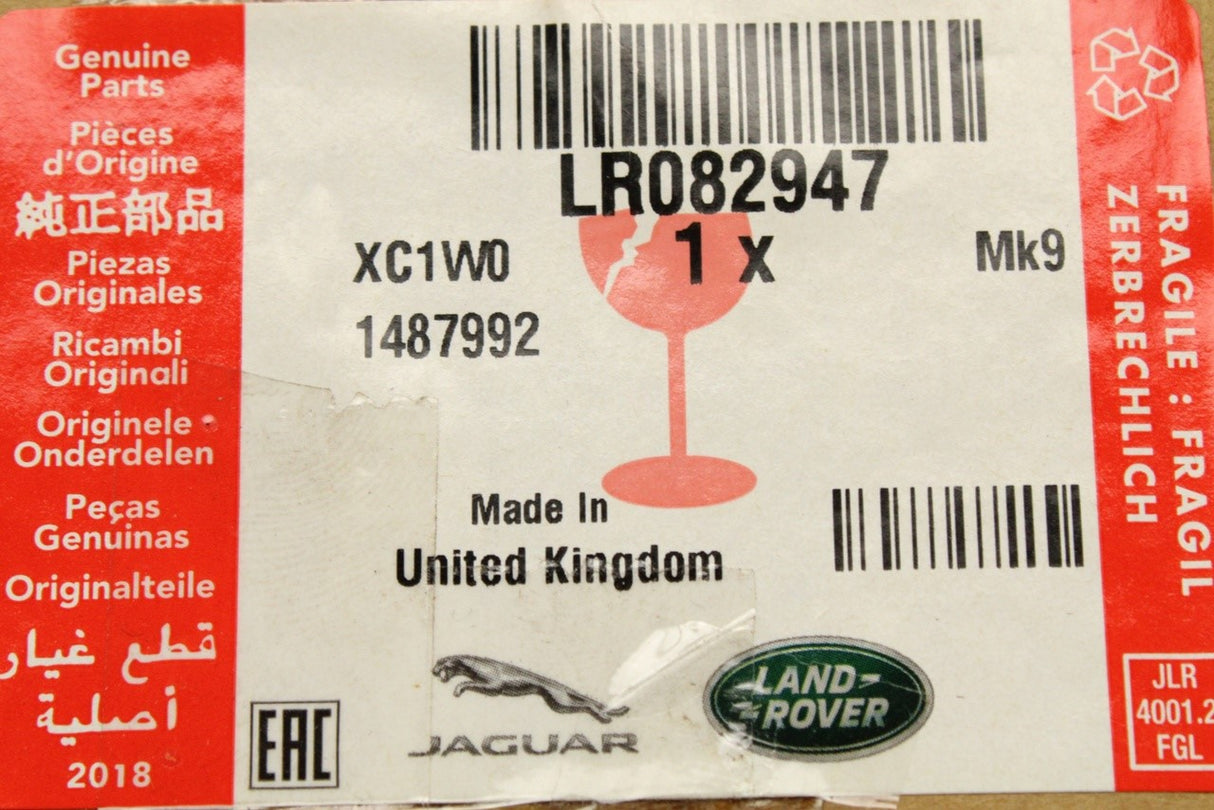 Genuine
Parts
Pièces
d'Origine
純正部品
Piezas
Originales
Ricambi
Originali
Originele
Onderdelen
Peças
Genuinas
Originalteile
قطع غيار
أصلية
2018
LR082947
1 x
XC1W0
Mk9
1487992
Made In
United Kingdom
EAC
JAGUAR
LAND-
ROVER
FRAGILE : FRAGIL
ZERBRECHLICH
JLR
4001.2
FGL